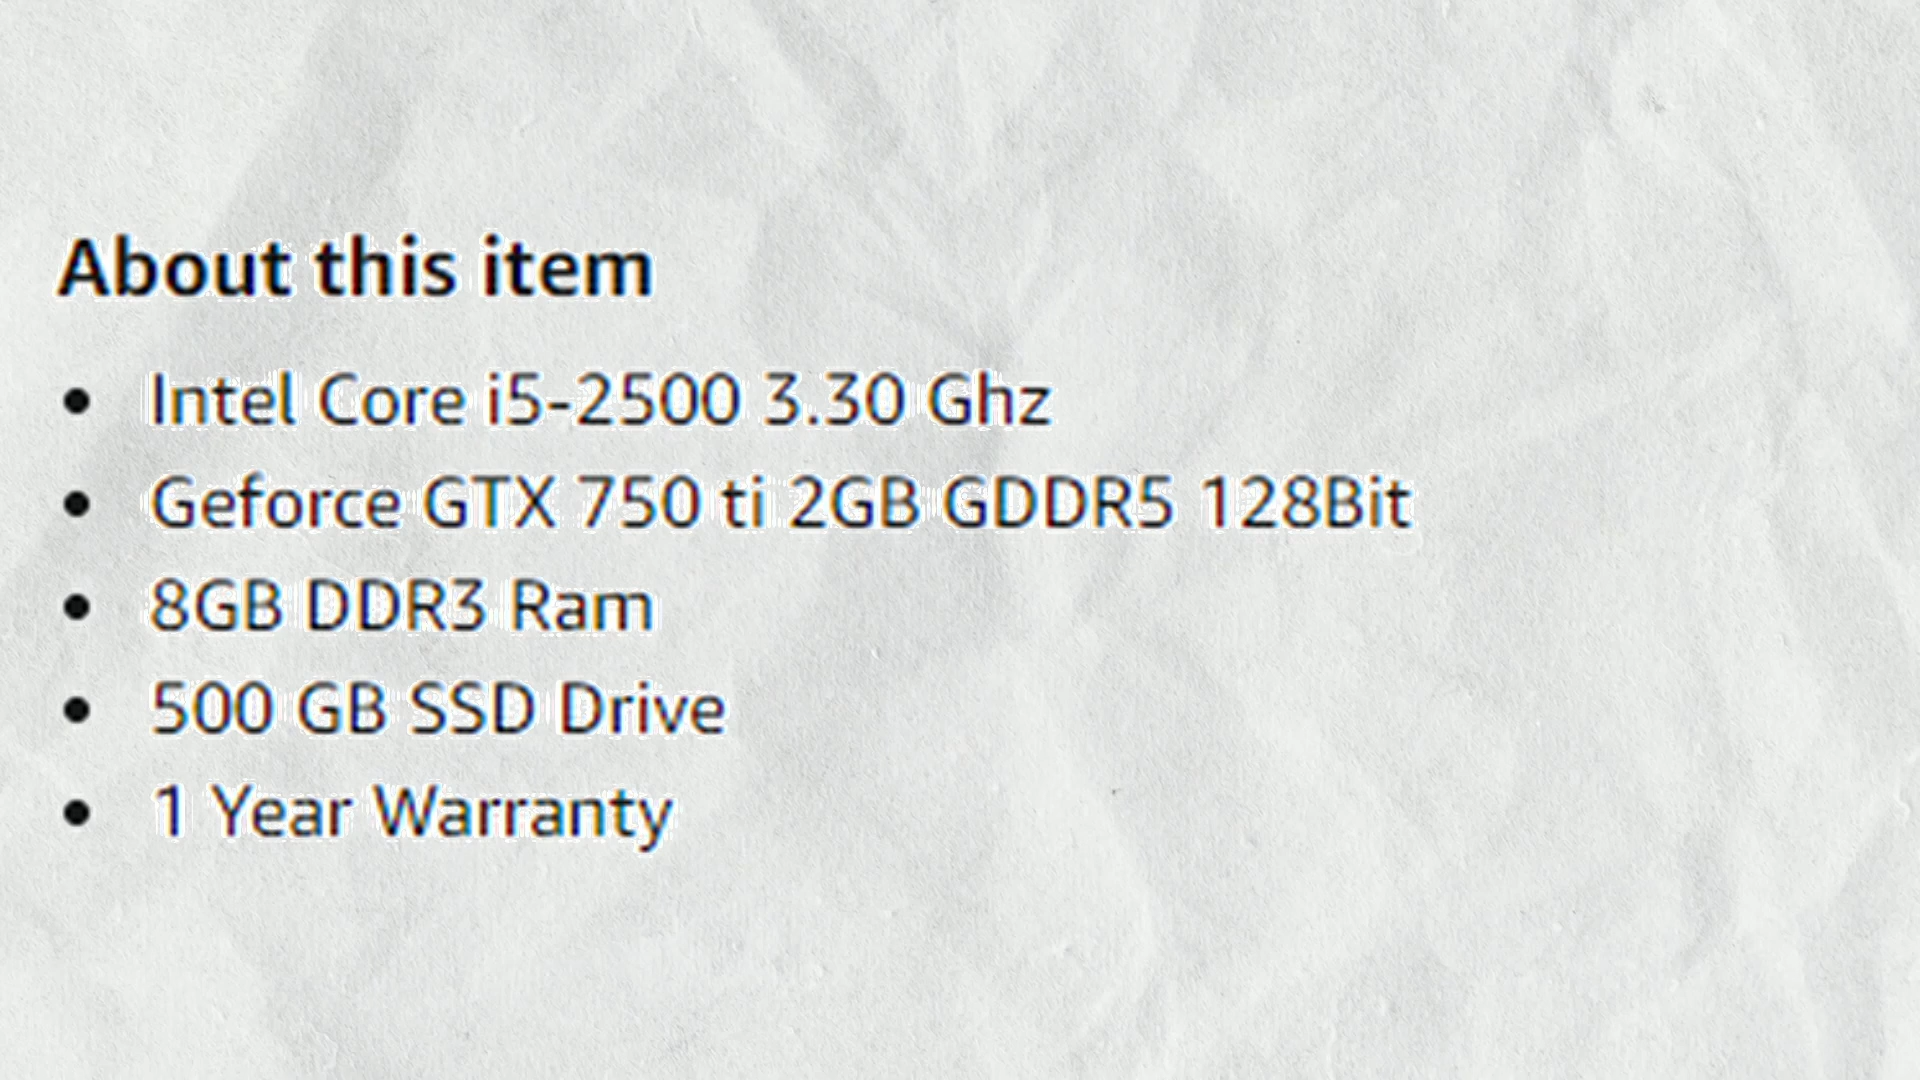 About this item
• Intel Core i5-2500 3.30 Ghz
• Geforce GTX 750 ti 2GB GDDR5 128Bit
• 8GB DDR3 Ram
• 500 GB SSD Drive
• 1 Year Warranty